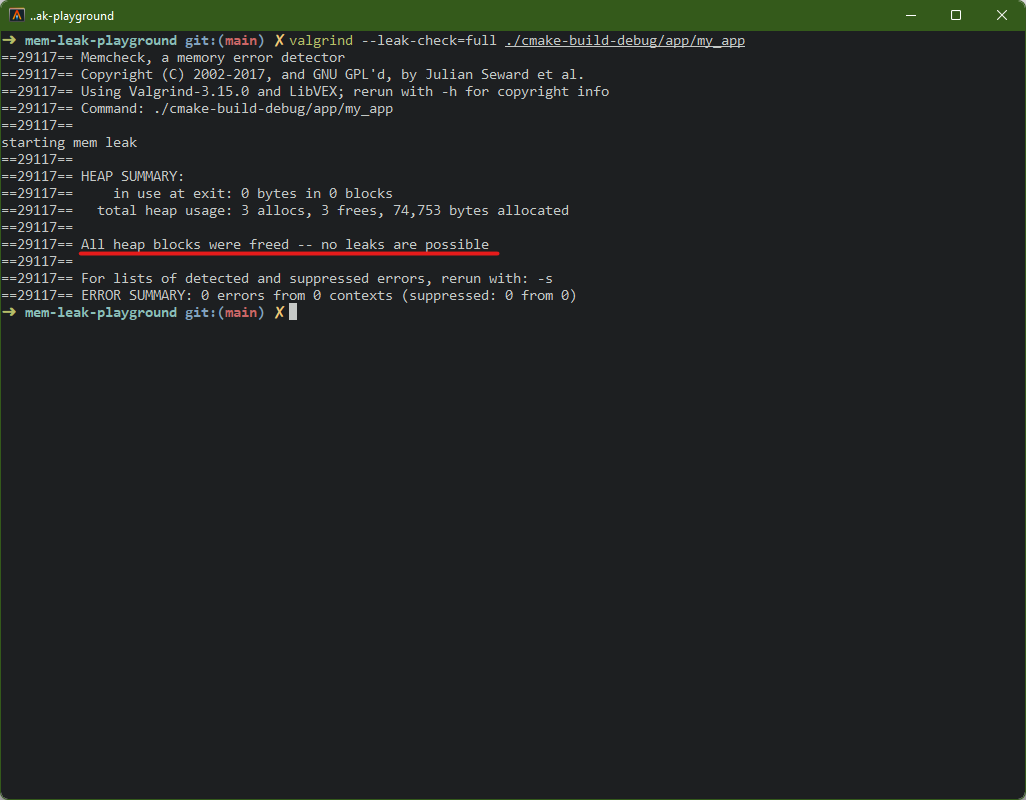 ..ak-playground
➜ mem-leak-playground git:(main) ✗ valgrind --leak-check=full ./cmake-build-debug/app/my_app
==29117== Memcheck, a memory error detector
==29117== Copyright (C) 2002-2017, and GNU GPL'd, by Julian Seward et al.
==29117== Using Valgrind-3.15.0 and LibVEX; rerun with -h for copyright info
==29117== Command: ./cmake-build-debug/app/my_app
==29117==
starting mem leak
==29117==
==29117== HEAP SUMMARY:
==29117==     in use at exit: 0 bytes in 0 blocks
==29117==   total heap usage: 3 allocs, 3 frees, 74,753 bytes allocated
==29117==
==29117== All heap blocks were freed -- no leaks are possible
==29117==
==29117== For lists of detected and suppressed errors, rerun with: -s
==29117== ERROR SUMMARY: 0 errors from 0 contexts (suppressed: 0 from 0)
➜ mem-leak-playground git:(main) ✗